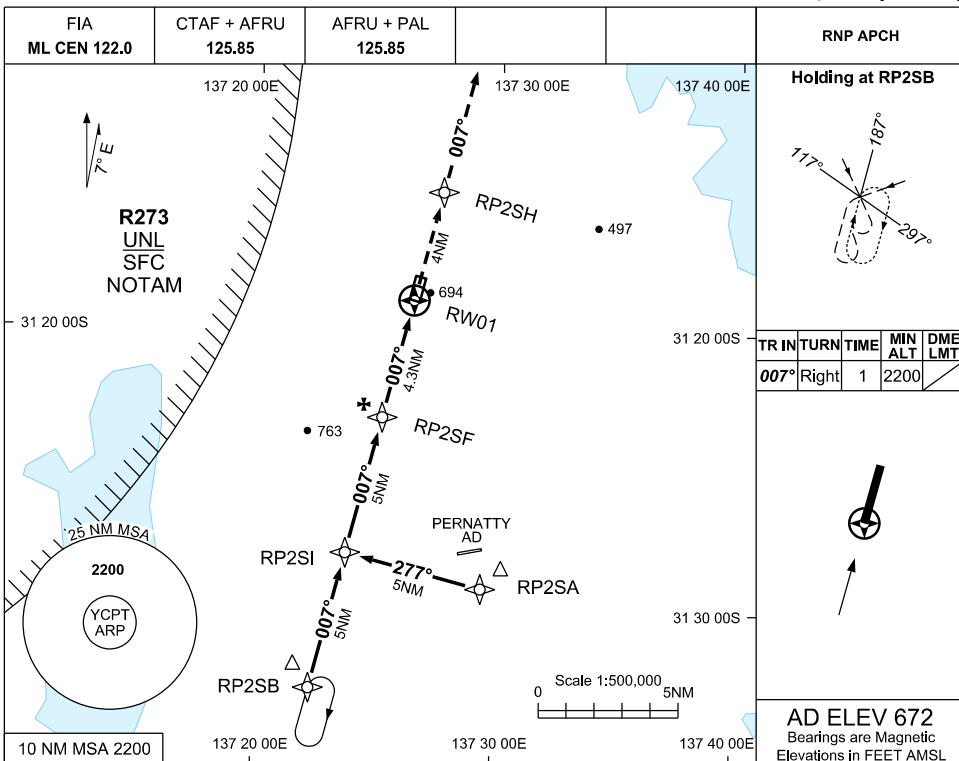 FIA
ML CEN 122.0
CTAF + AFRU
125.85
AFRU + PAL
125.85
RNP APCH
137 20 00E
137 30 00E
137 40 00E
7° E
R273
UNL
SFC
NOTAM
007°
RP2SH
497
4NM
694
RW01
31 20 00S
31 20 00S
007°
4.3NM
RP2SF
763
007°
5NM
PERNATTY
AD
RP2SI
277°
5NM
RP2SA
25 NM MSA
2200
YCPT
ARP
007°
5NM
31 30 00S
RP2SB
Scale 1:500,000
0
5NM
10 NM MSA 2200
137 20 00E
137 30 00E
137 40 00E
Holding at RP2SB
187°
117°
297°
TR IN TURN TIME MIN ALT DME LMT
007° Right 1 2200
AD ELEV 672
Bearings are Magnetic
Elevations in FEET AMSL